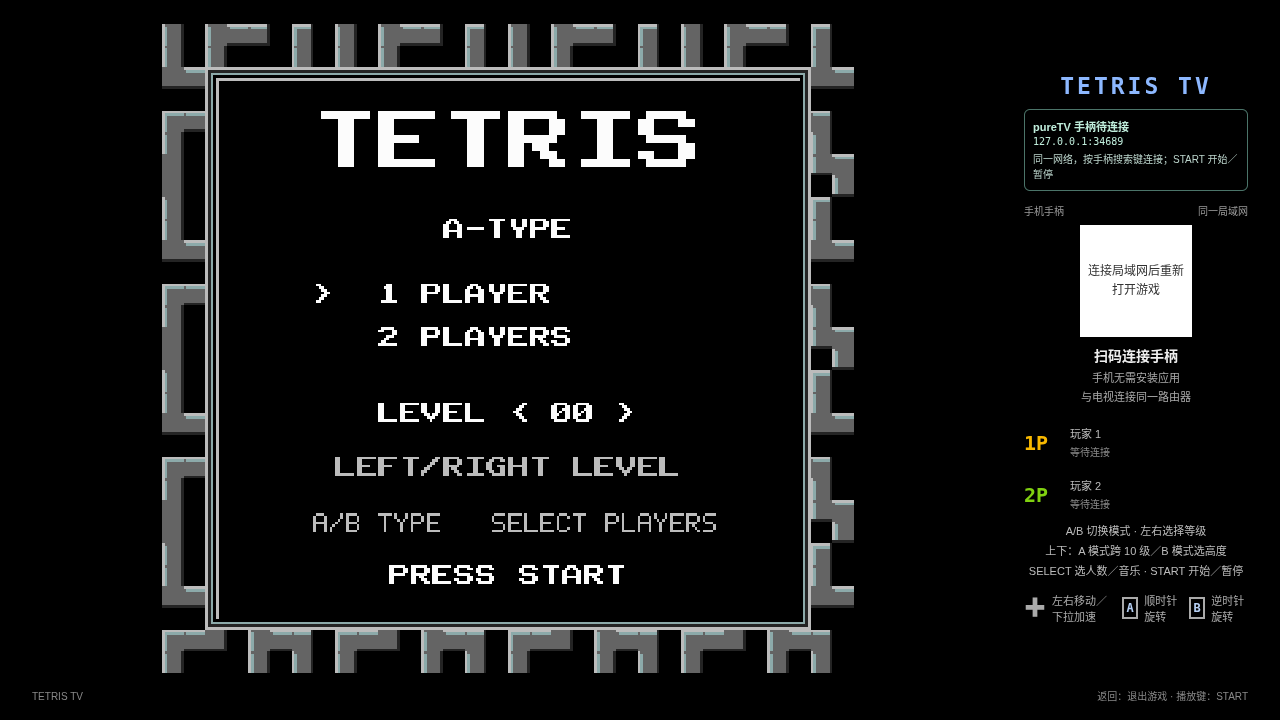 TETRIS
A-TYPE
> 1 PLAYER
2 PLAYERS
LEVEL < 00 >
LEFT/RIGHT LEVEL
A/B TYPE SELECT PLAYERS
PRESS START
TETRIS TV
pureTV 手柄待连接
127.0.0.1:34689
同一网络，按手柄搜索键连接；START 开始／
暂停
手机手柄 同一局域网
连接局域网后重新
打开游戏
扫码连接手柄
手机无需安装应用
与电视连接同一路由器
1P 玩家 1
等待连接
2P 玩家 2
等待连接
A/B 切换模式 · 左右选择等级
上下：A 模式跨 10 级／B 模式选高度
SELECT 选人数／音乐 · START 开始／暂停
左右移动／
下拉加速
A 顺时针
旋转
B 逆时针
旋转
TETRIS TV
返回：退出游戏 · 播放键：START